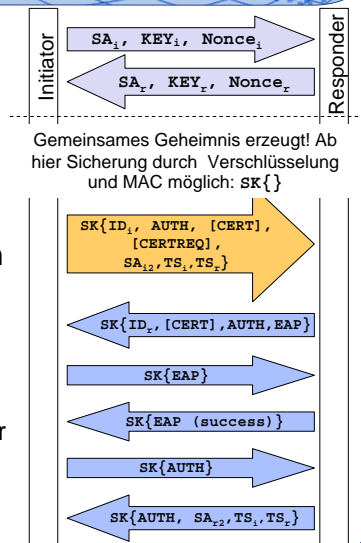 Initiator
Responder
SAi, KEYi, Noncei
SAr, KEYr, Noncer
Gemeinsames Geheimnis erzeugt! Ab
hier Sicherung durch Verschlüsselung
und MAC möglich: SK{}
SK{IDi, AUTH, [CERT],
[CERTREQ],
SAi2,TSi,TSr}
n
SK{IDr,[CERT],AUTH,EAP}
SK{EAP}
r
SK{EAP (success)}
SK{AUTH}
SK{AUTH, SAr2,TSi,TSr}